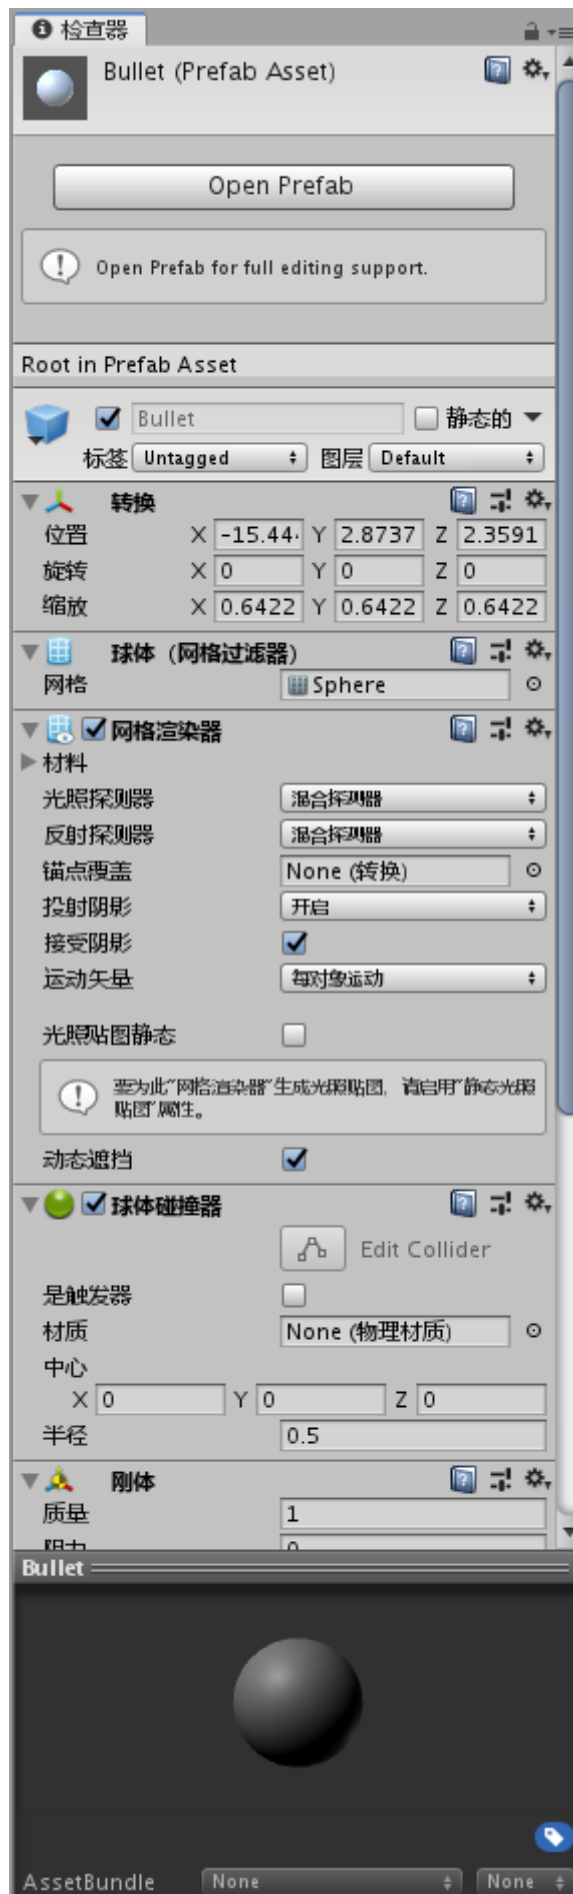 检查器
Bullet (Prefab Asset)
Open Prefab
Open Prefab for full editing support.
Root in Prefab Asset
Bullet 静态的
标签 Untagged 图层 Default
转换
位置 X -15.44 Y 2.8737 Z 2.3591
旋转 X 0 Y 0 Z 0
缩放 X 0.6422 Y 0.6422 Z 0.6422
球体 (网格过滤器)
网格 Sphere
网格渲染器
材料
光照探测器 混合探测器
反射探测器 混合探测器
锚点覆盖 None (转换)
投射阴影 开启
接受阴影
运动矢量 每对象运动
光照贴图静态
要为此“网格渲染器”生成光照贴图，请启用“静态光照
贴图”属性。
动态遮挡
球体碰撞器
Edit Collider
是触发器
材质 None (物理材质)
中心
X 0 Y 0 Z 0
半径 0.5
刚体
质量 1
阻力 0
Bullet
AssetBundle None None